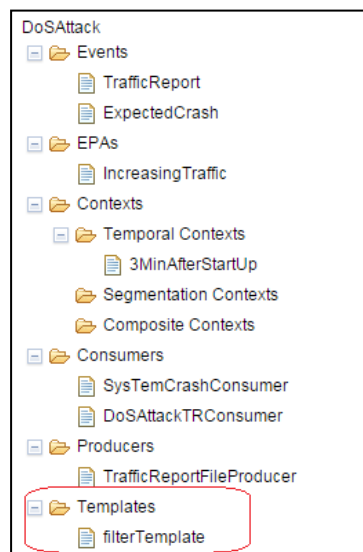 DoSAttack
Events
TrafficReport
ExpectedCrash
EPAs
IncreasingTraffic
Contexts
Temporal Contexts
3MinAfterStartUp
Segmentation Contexts
Composite Contexts
Consumers
SysTemCrashConsumer
DoSAttackTRConsumer
Producers
TrafficReportFileProducer
Templates
filterTemplate